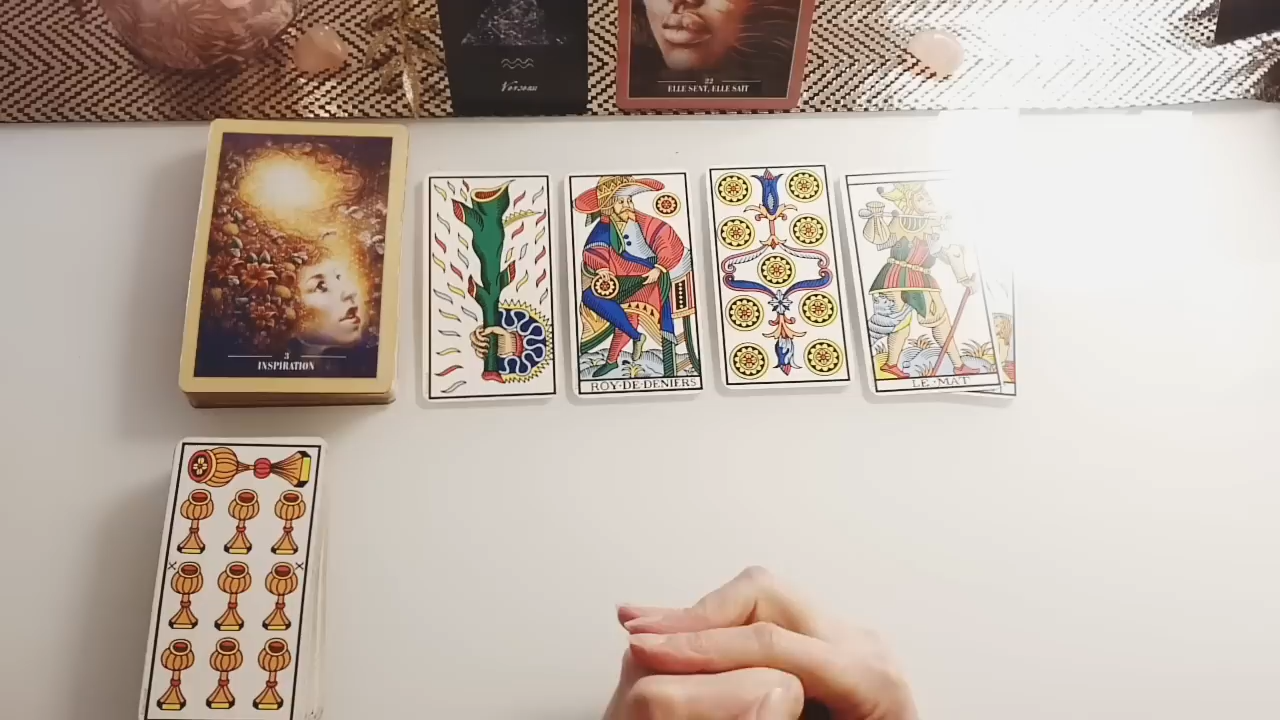 Verseau
22
ELLE SENT, ELLE SAIT
3
INSPIRATION
ROY·DE·DENIERS
LE·MAT
X
X